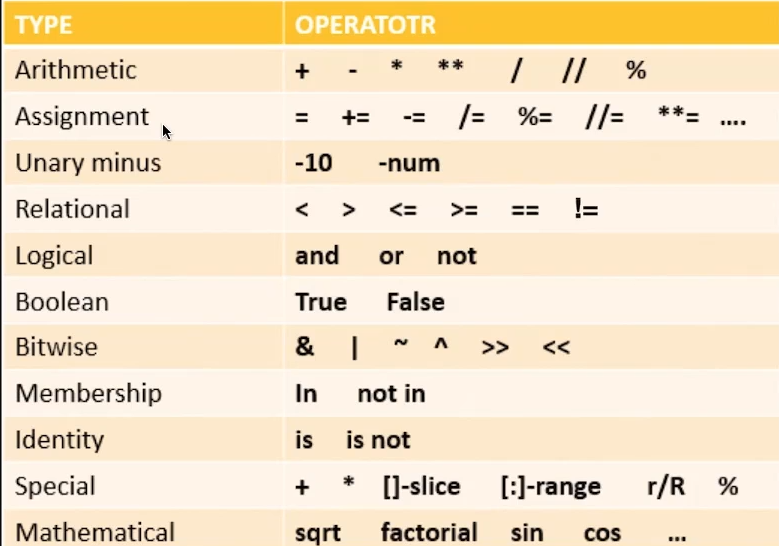 TYPE OPERATOTR
Arithmetic + - * ** / // %
Assignment = += -= /= %= //= **= ....
Unary minus -10 -num
Relational < > <= >= == !=
Logical and or not
Boolean True False
Bitwise & | ~ ^ >> <<
Membership In not in
Identity is is not
Special + * []-slice [:]-range r/R %
Mathematical sqrt factorial sin cos ...